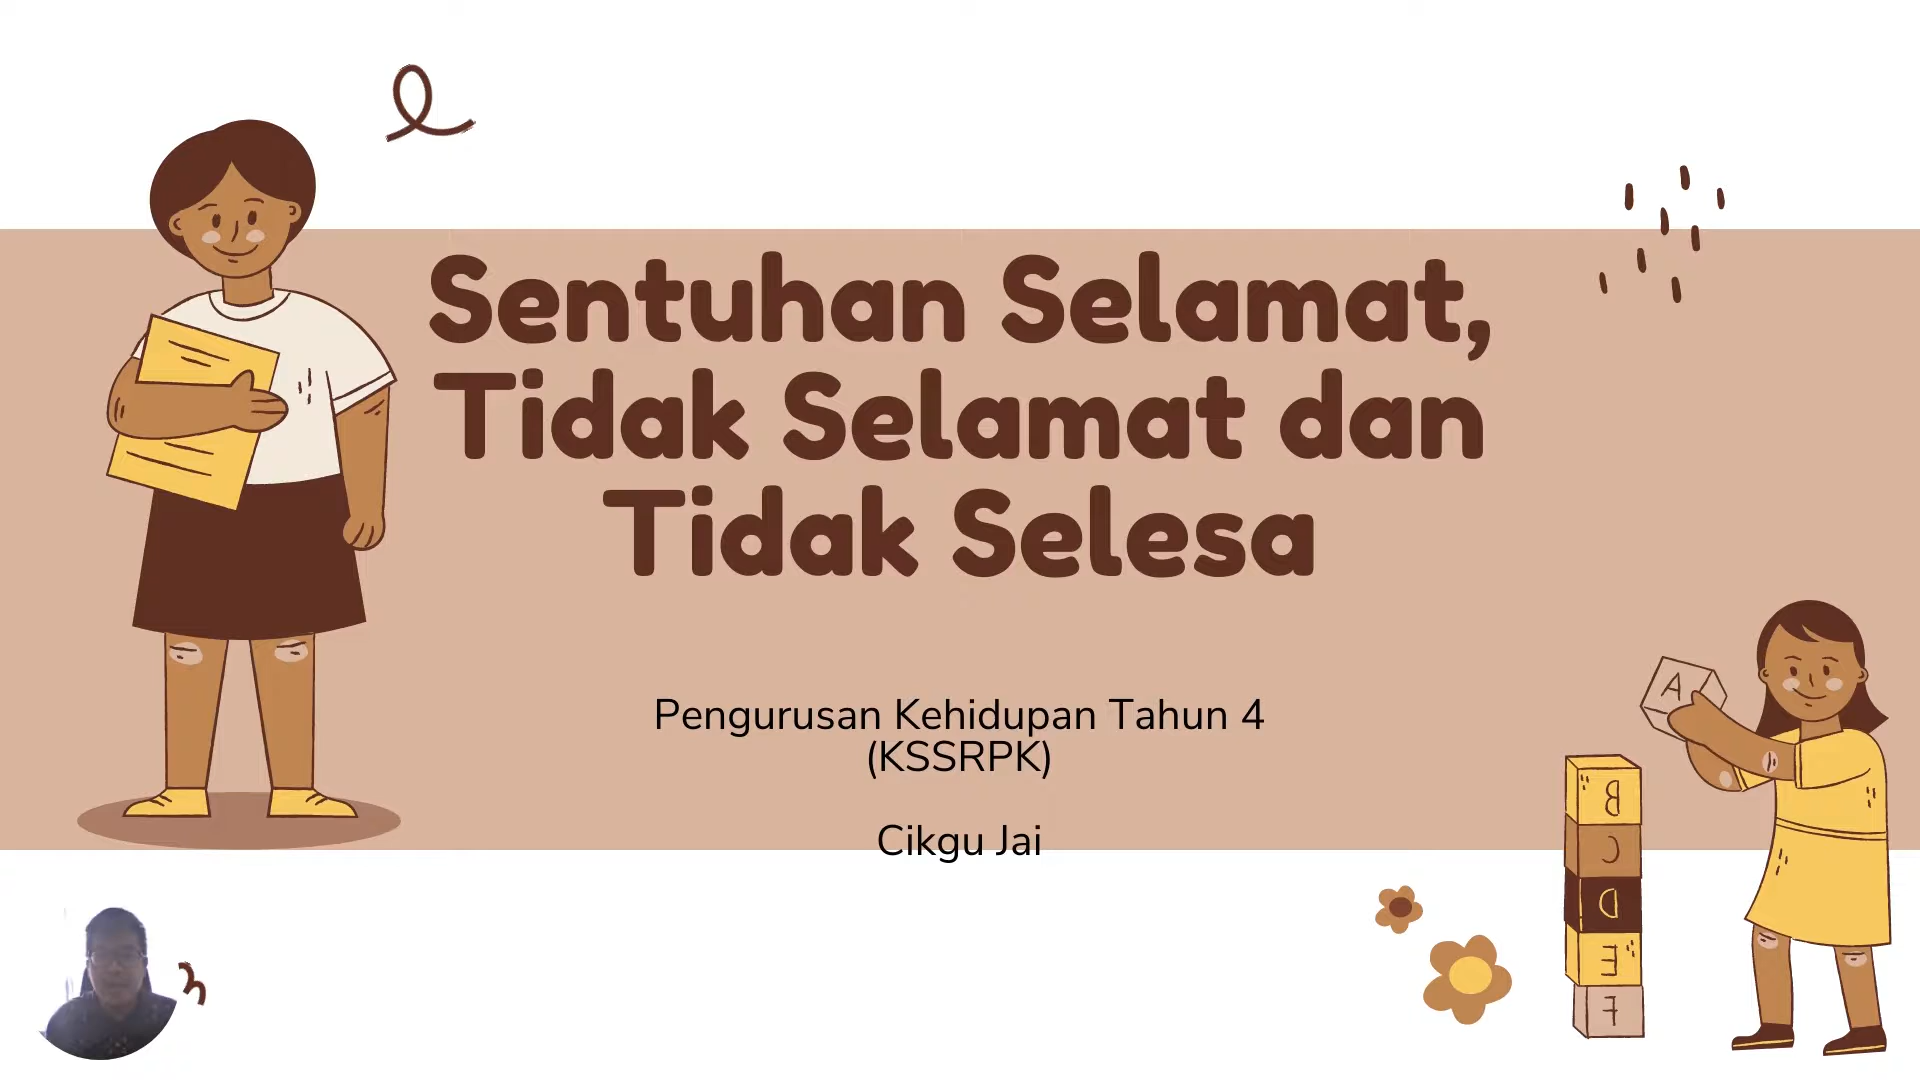 Sentuhan Selamat,
Tidak Selamat dan
Tidak Selesa
Pengurusan Kehidupan Tahun 4
(KSSRPK)
Cikgu Jai
A
B
C
D
E
F